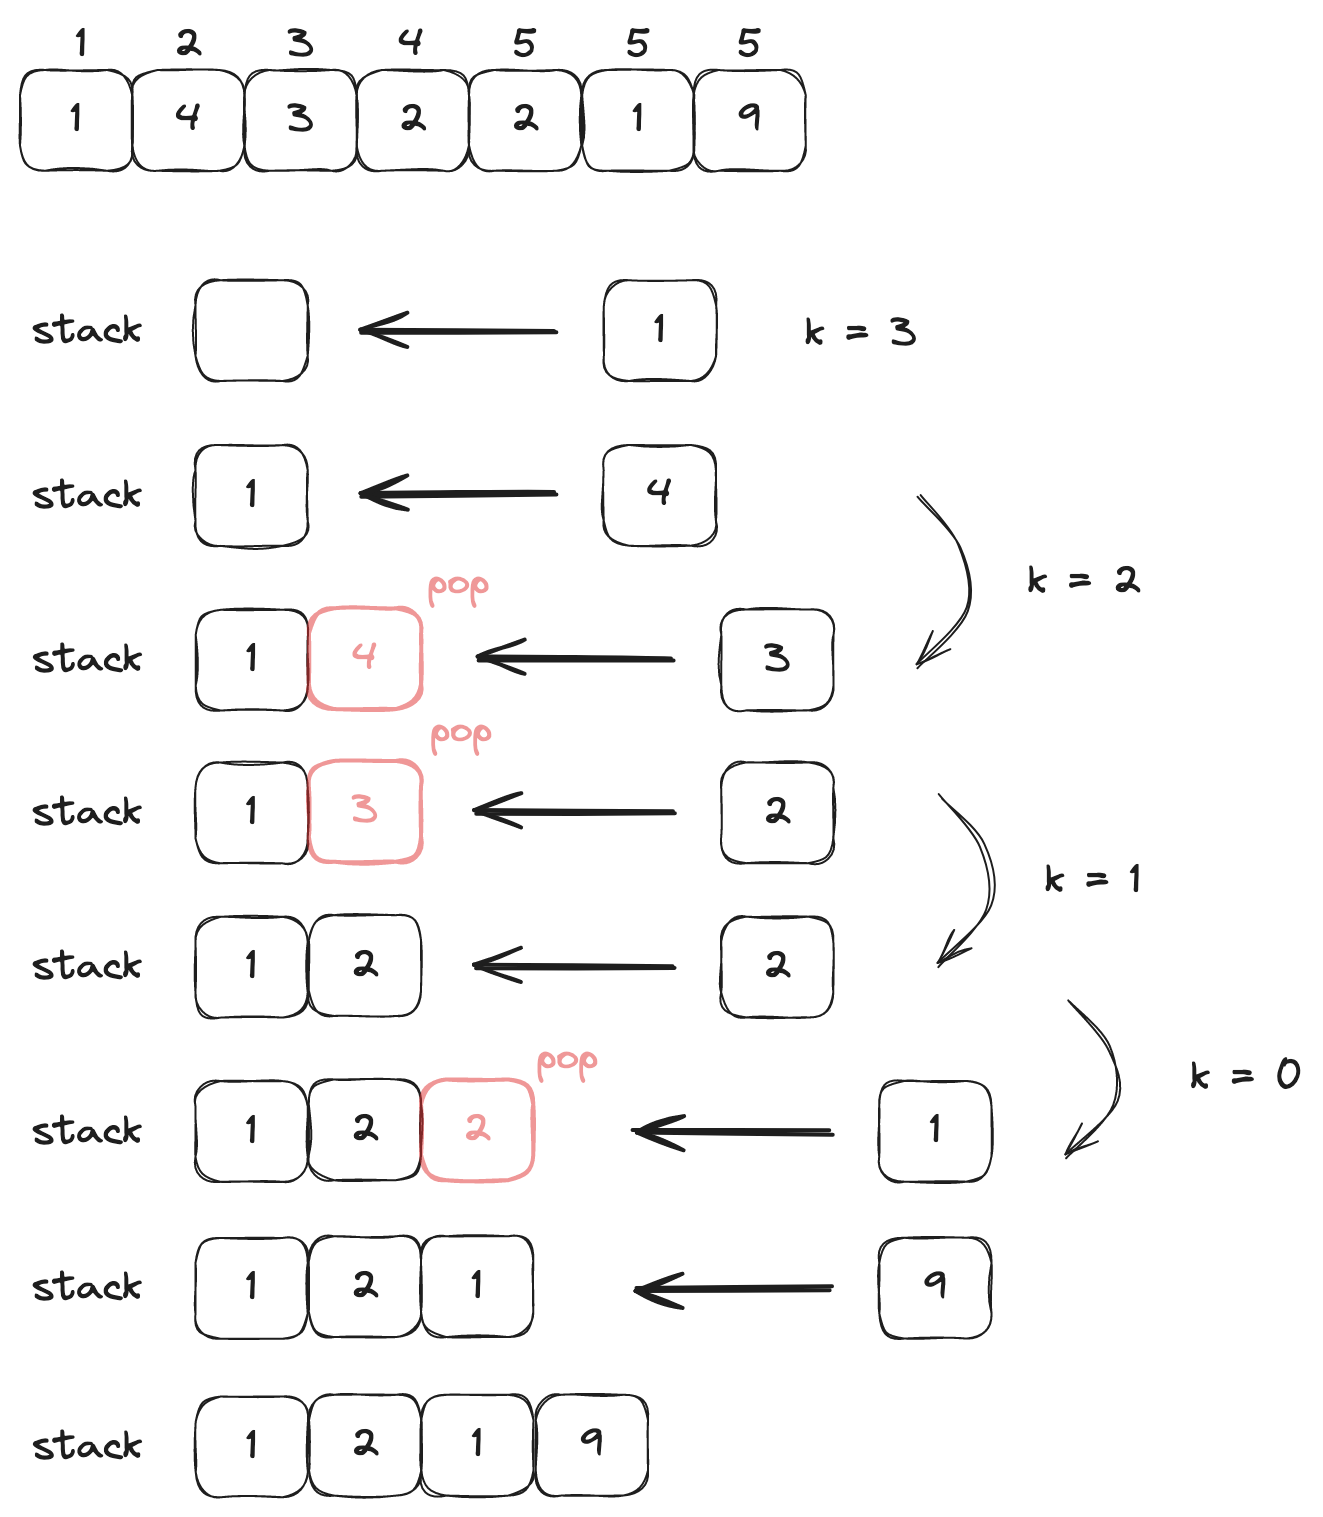 1 2 3 4 5 5 5
1 4 3 2 2 1 9
stack 1 k = 3
stack 1 4
k = 2
pop
stack 1 4 3
pop
stack 1 3 2
k = 1
stack 1 2 2
pop
k = 0
stack 1 2 2 1
stack 1 2 1 9
stack 1 2 1 9